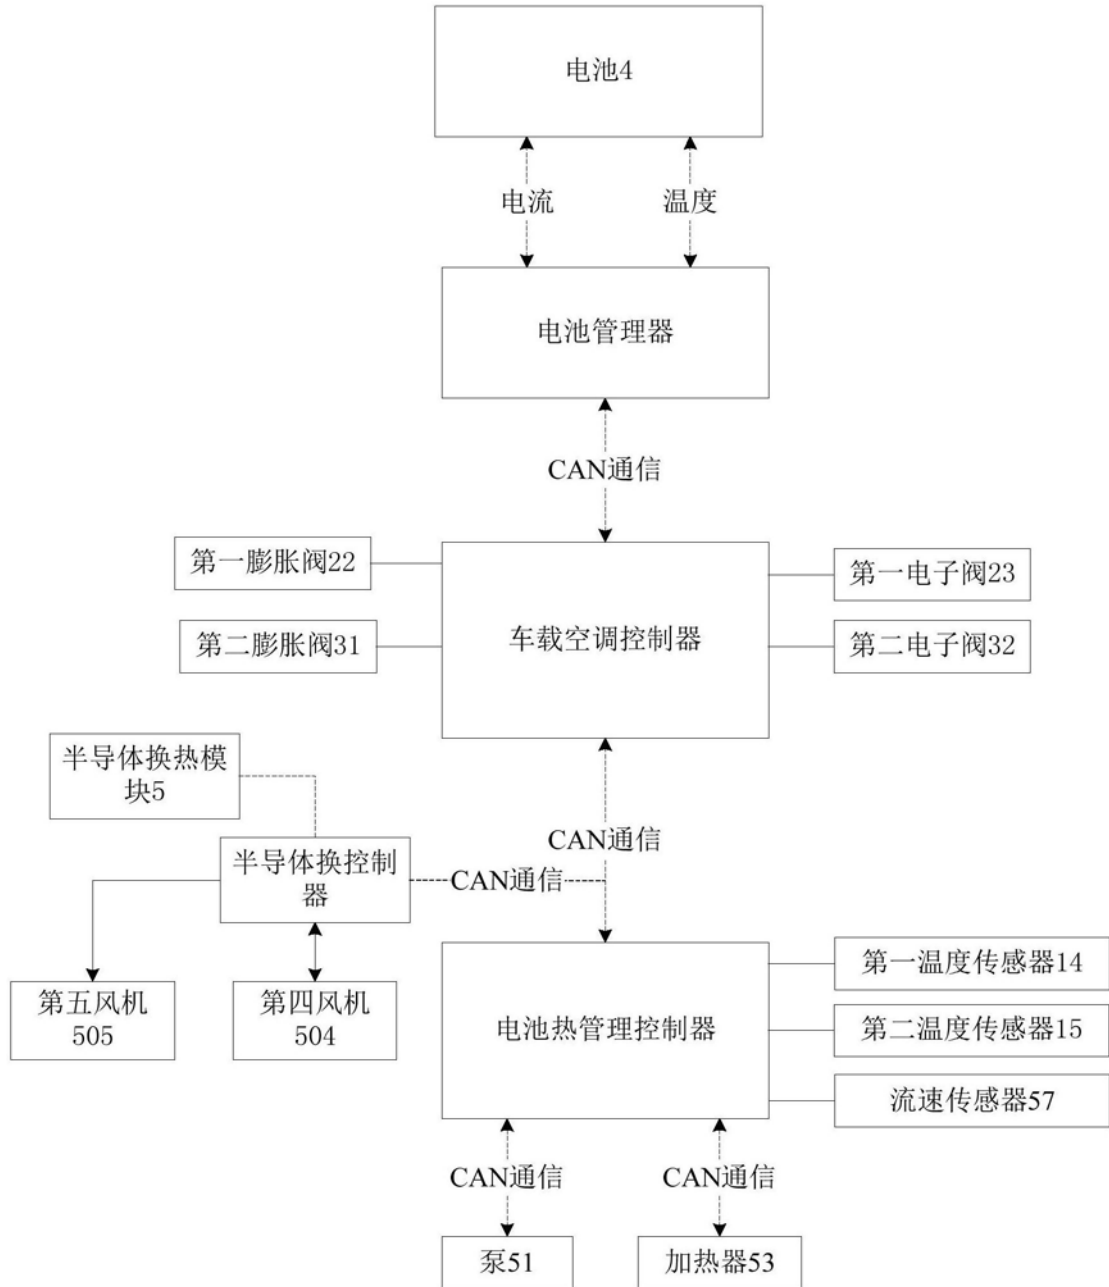 电池4
电流
温度
电池管理器
CAN通信
第一膨胀阀22
第一电子阀23
车载空调控制器
第二膨胀阀31
第二电子阀32
半导体换热模
块5
CAN通信
半导体换控制
器
CAN通信
第一温度传感器14
第五风机
505
第四风机
504
电池热管理控制器
第二温度传感器15
流速传感器57
CAN通信
CAN通信
泵51
加热器53